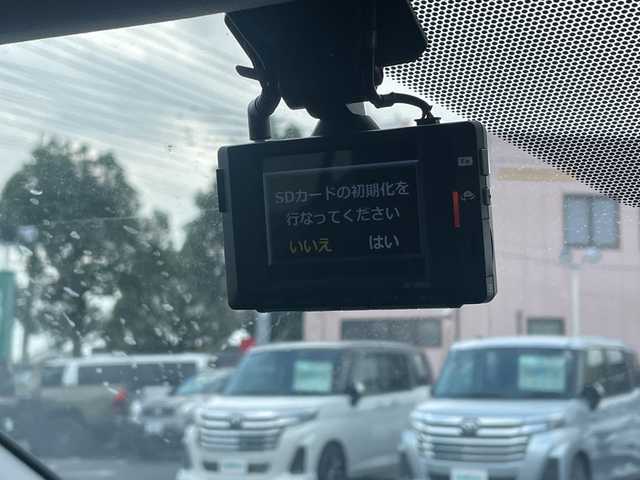 SDカードの初期化を
行なってください
いいえ はい